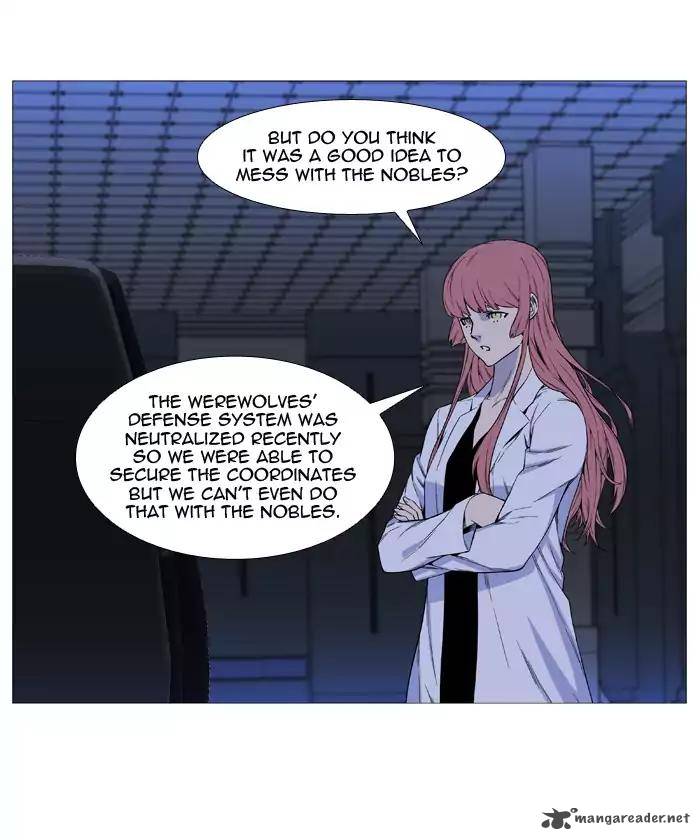 BUT DO YOU THINK
IT WAS A GOOD IDEA TO
MESS WITH THE NOBLES?
THE WEREWOLVES'
DEFENSE SYSTEM WAS
NEUTRALIZED RECENTLY
SO WE WERE ABLE TO
SECURE THE COORDINATES
BUT WE CAN'T EVEN DO
THAT WITH THE NOBLES.
mangareader.net